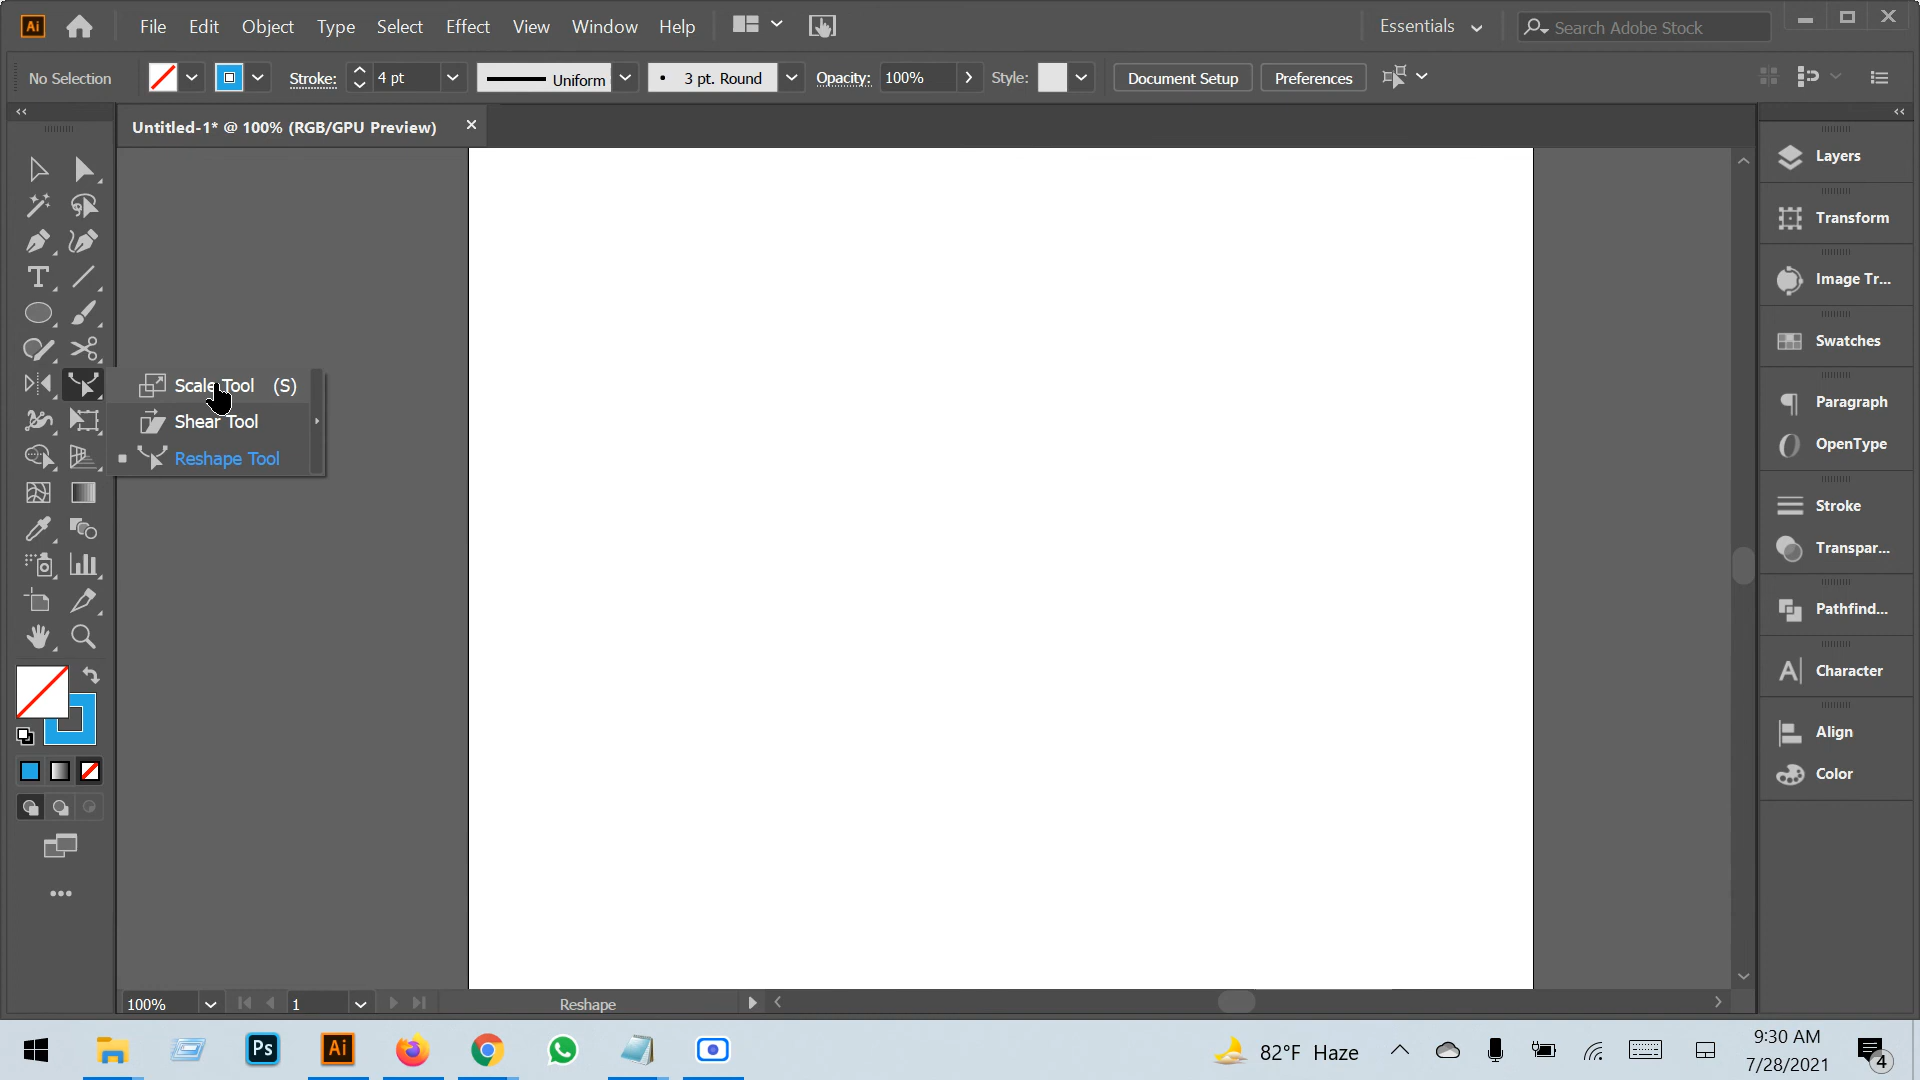 Ai File Edit Object Type Select Effect View Window Help Essentials Search Adobe Stock
No Selection Stroke: 4 pt Uniform 3 pt. Round Opacity: 100% Style: Document Setup Preferences
Untitled-1* @ 100% (RGB/GPU Preview)
Layers
Transform
Image Tr...
Swatches
Paragraph
OpenType
Stroke
Transpar...
Pathfind...
Character
Align
Color
Scale Tool (S)
Shear Tool
Reshape Tool
100% 1 Reshape
Ps Ai 82°F Haze 9:30 AM
7/28/2021 4